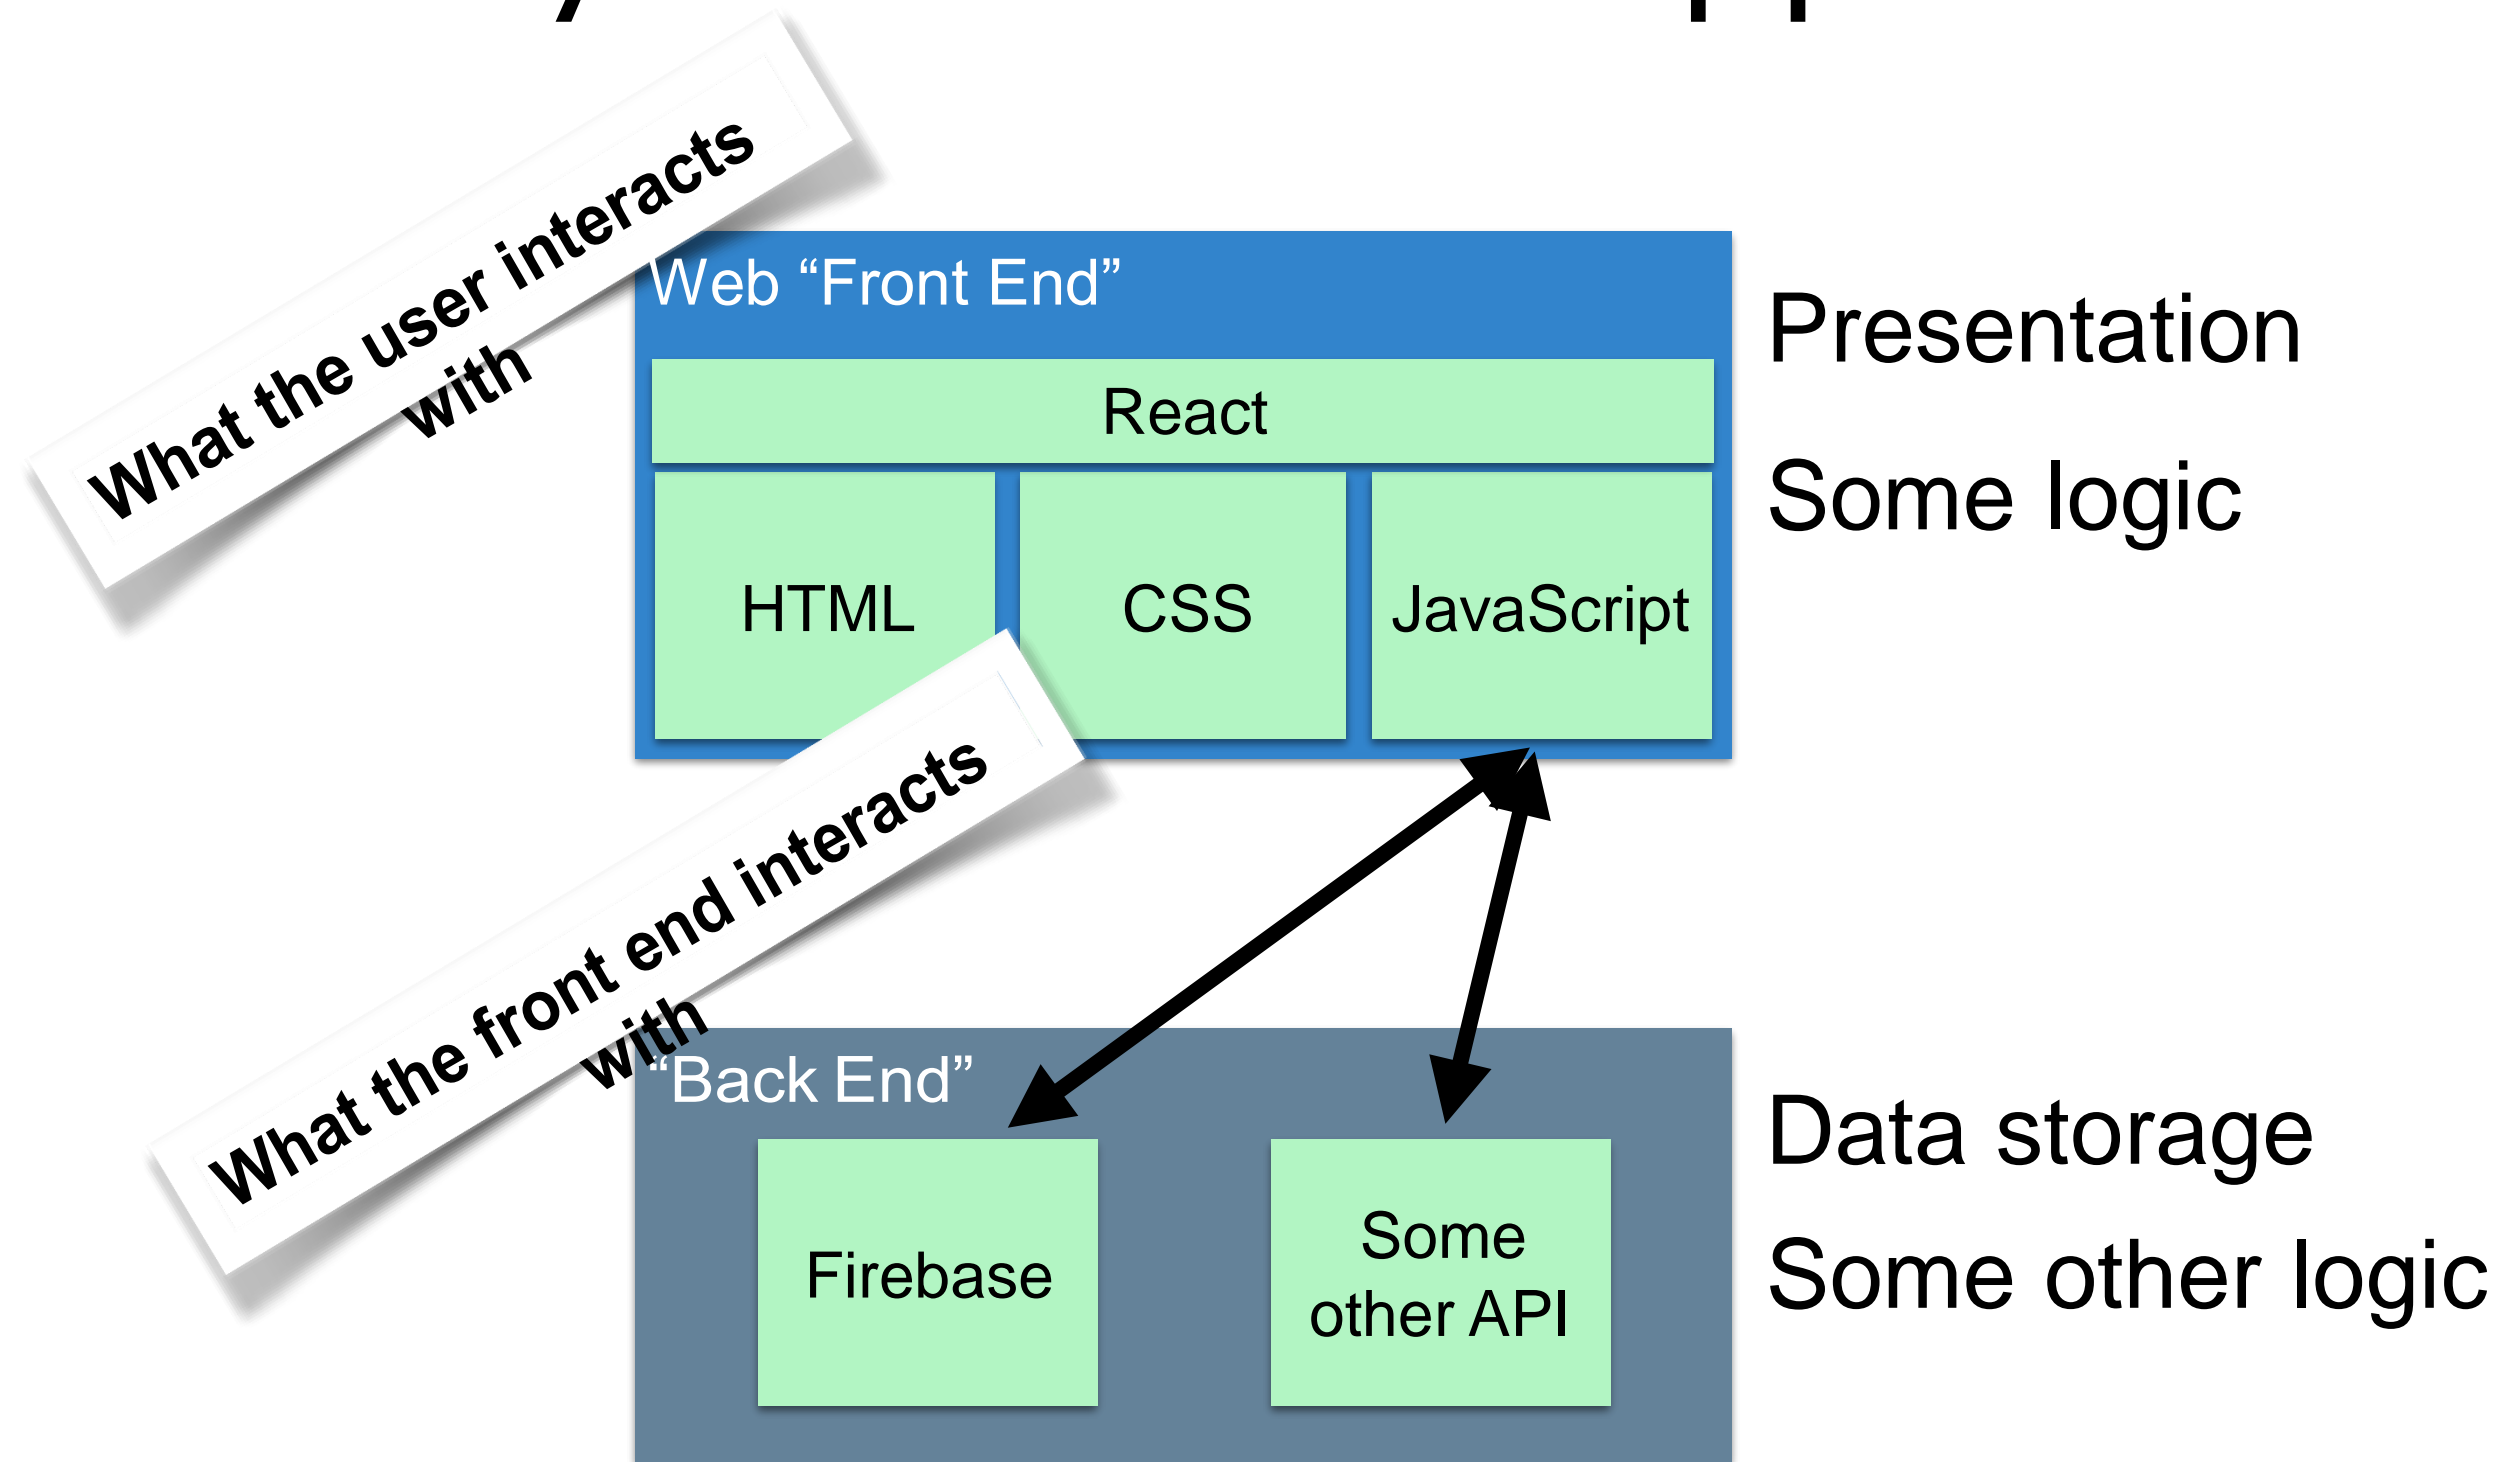 What the user interacts
with
Web “Front End”
React
HTML
CSS
JavaScript
Presentation
Some logic
What the front end interacts
with
“Back End”
Firebase
Some
other API
Data storage
Some other logic